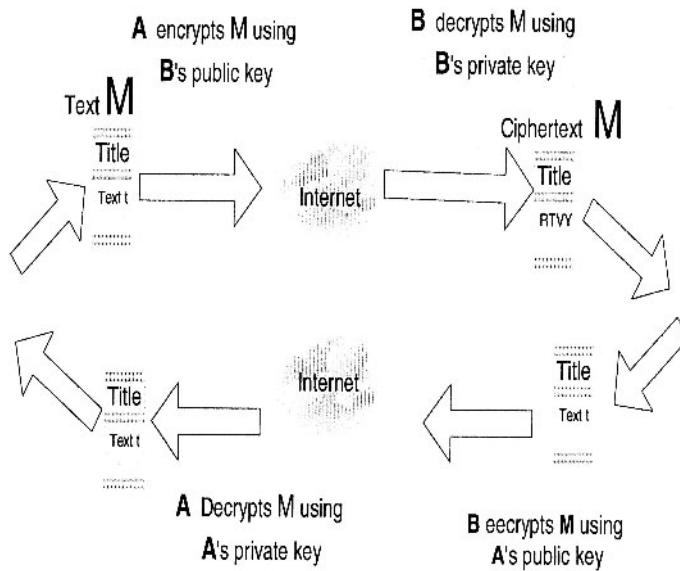 A encrypts M using
B's public key
B decrypts M using
B's private key
Text M
Title
Text t
Internet
Ciphertext M
Title
RTVY
Title
Text t
Internet
Title
Text t
A Decrypts M using
A's private key
B eecrypts M using
A's public key